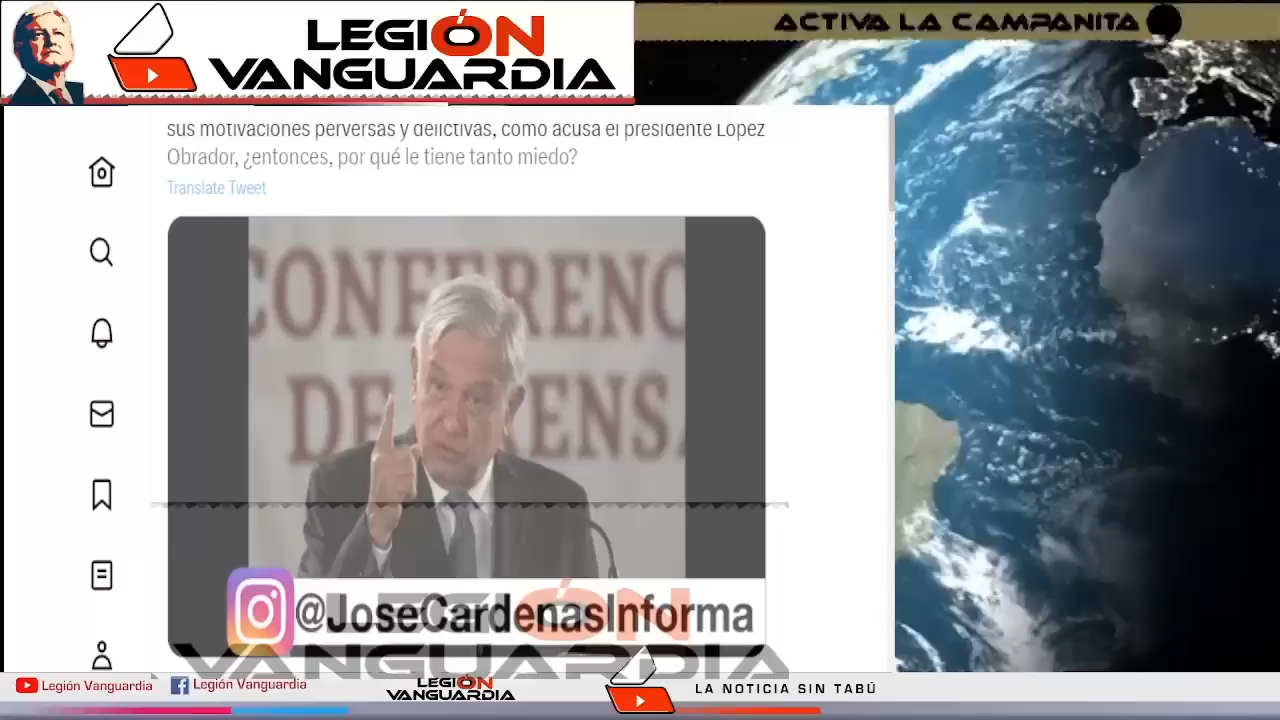 LEGIÓN
VANGUARDIA
ACTIVA LA CAMPANITA
sus motivaciones perversas y delictivas, como acusa el presidente López
Obrador, ¿entonces, por qué le tiene tanto miedo?
Translate Tweet
CONFERENC
DE PRENSA
@JoseCardenasInforma
LEGIÓN
VANGUARDIA
Legión Vanguardia
Legión Vanguardia
LEGIÓN
VANGUARDIA
LA NOTICIA SIN TABÚ